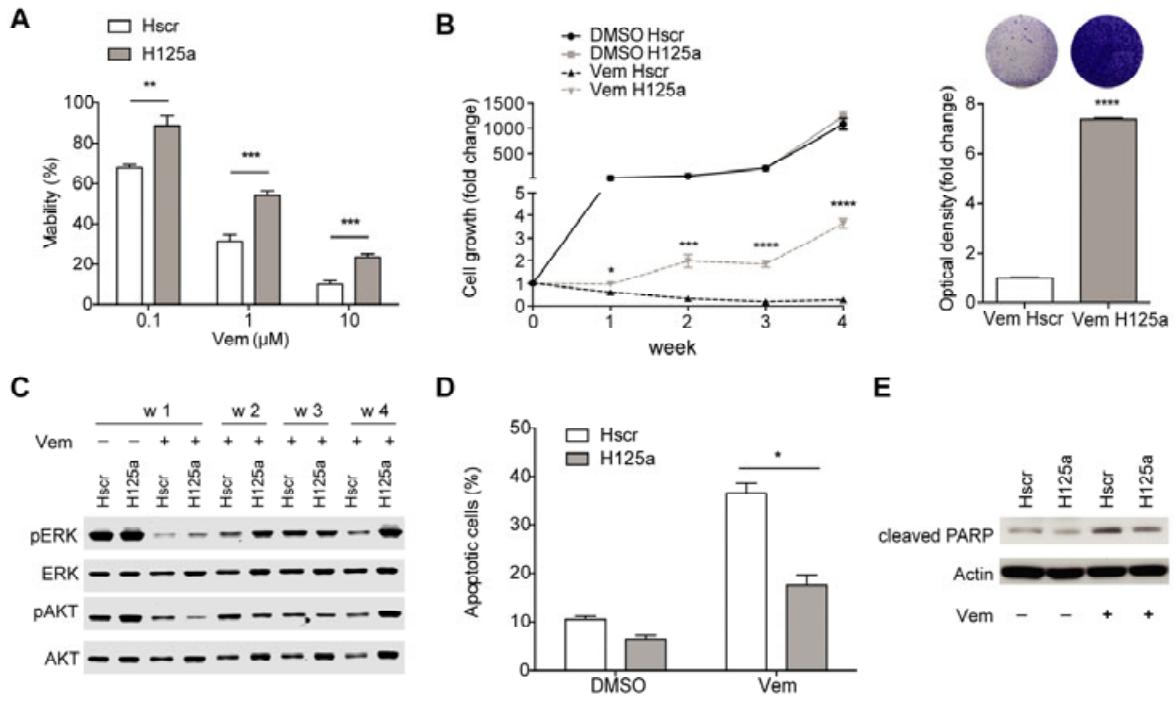 A
Hscr
H125a
**
***
***
100
80
60
40
20
0
Viability (%)
0.1 1 10
Vem (µM)
B
DMSO Hscr
DMSO H125a
Vem Hscr
Vem H125a
1500
1000
500
5
4
3
2
1
0
Cell growth (fold change)
* *** **** ****
0 1 2 3 4
week
****
8
6
4
2
0
Optical density (fold change)
Vem Hscr Vem H125a
C
w 1 w 2 w 3 w 4
Vem – – + + + + + + + +
Hscr H125a Hscr H125a Hscr H125a Hscr H125a Hscr H125a
pERK
ERK
pAKT
AKT
D
Hscr
H125a
*
50
40
30
20
10
0
Apoptotic cells (%)
DMSO Vem
E
Hscr H125a Hscr H125a
cleaved PARP
Actin
Vem – – + +